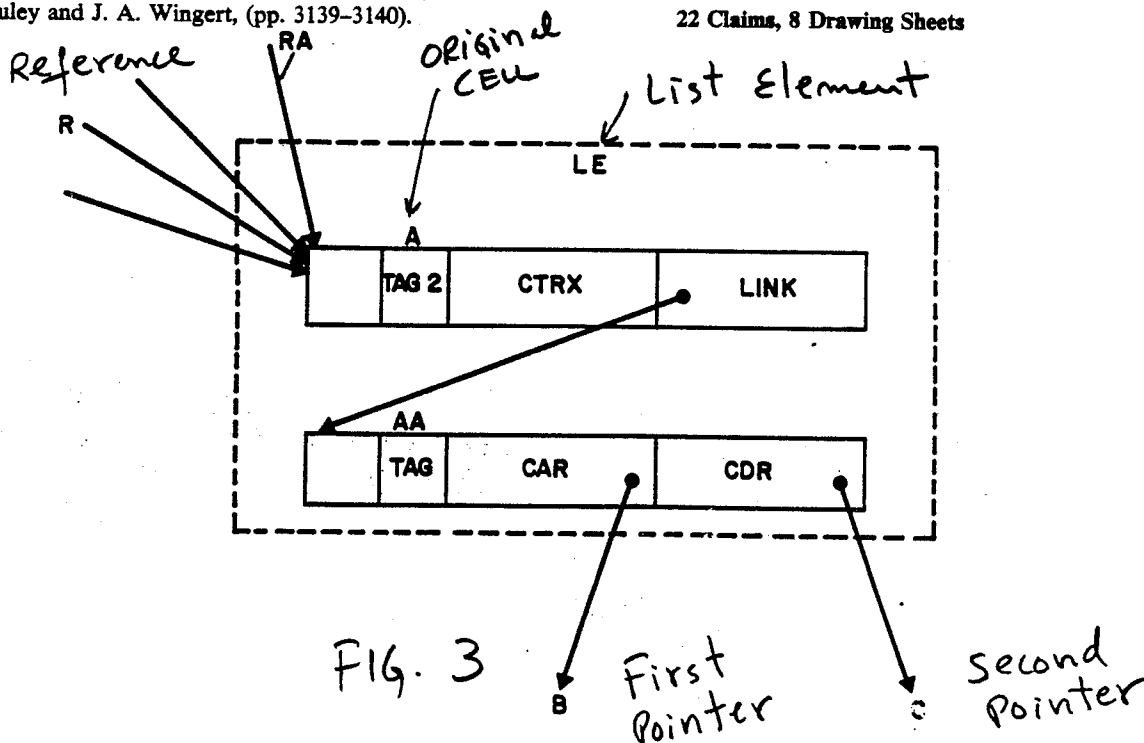 uley and J. A. Wingert, (pp. 3139–3140).
22 Claims, 8 Drawing Sheets
RA
Reference
ORiginal
CELL
List Element
R
LE
A
TAG 2 CTRX LINK
AA
TAG CAR CDR
FIG. 3
B
First
Pointer
C
Second
Pointer